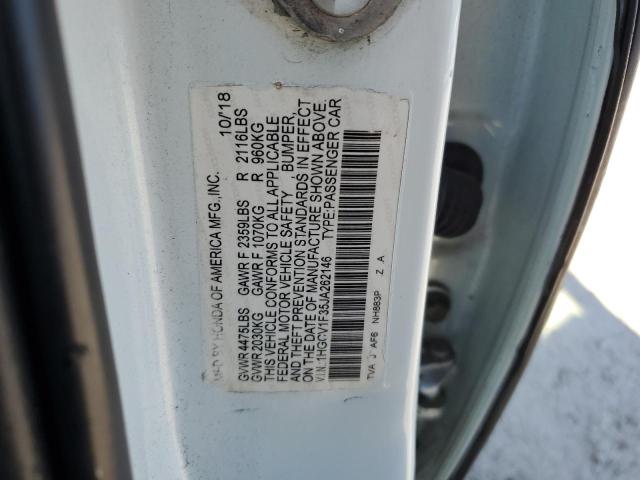 MFD BY HONDA OF AMERICA MFG.,INC. 10/'18
GVWR 4475LBS GAWR F 2359LBS R 2116LBS
GVWR 2030KG GAWR F 1070KG R 960KG
THIS VEHICLE CONFORMS TO ALL APPLICABLE
FEDERAL MOTOR VEHICLE SAFETY BUMPER,
AND THEFT PREVENTION STANDARDS IN EFFECT
ON THE DATE OF MANUFACTURE SHOWN ABOVE.
V.I.N.:1HGCV1F35JA262146 TYPE:PASSENGER CAR
TVA J AF6 NH883P Z A